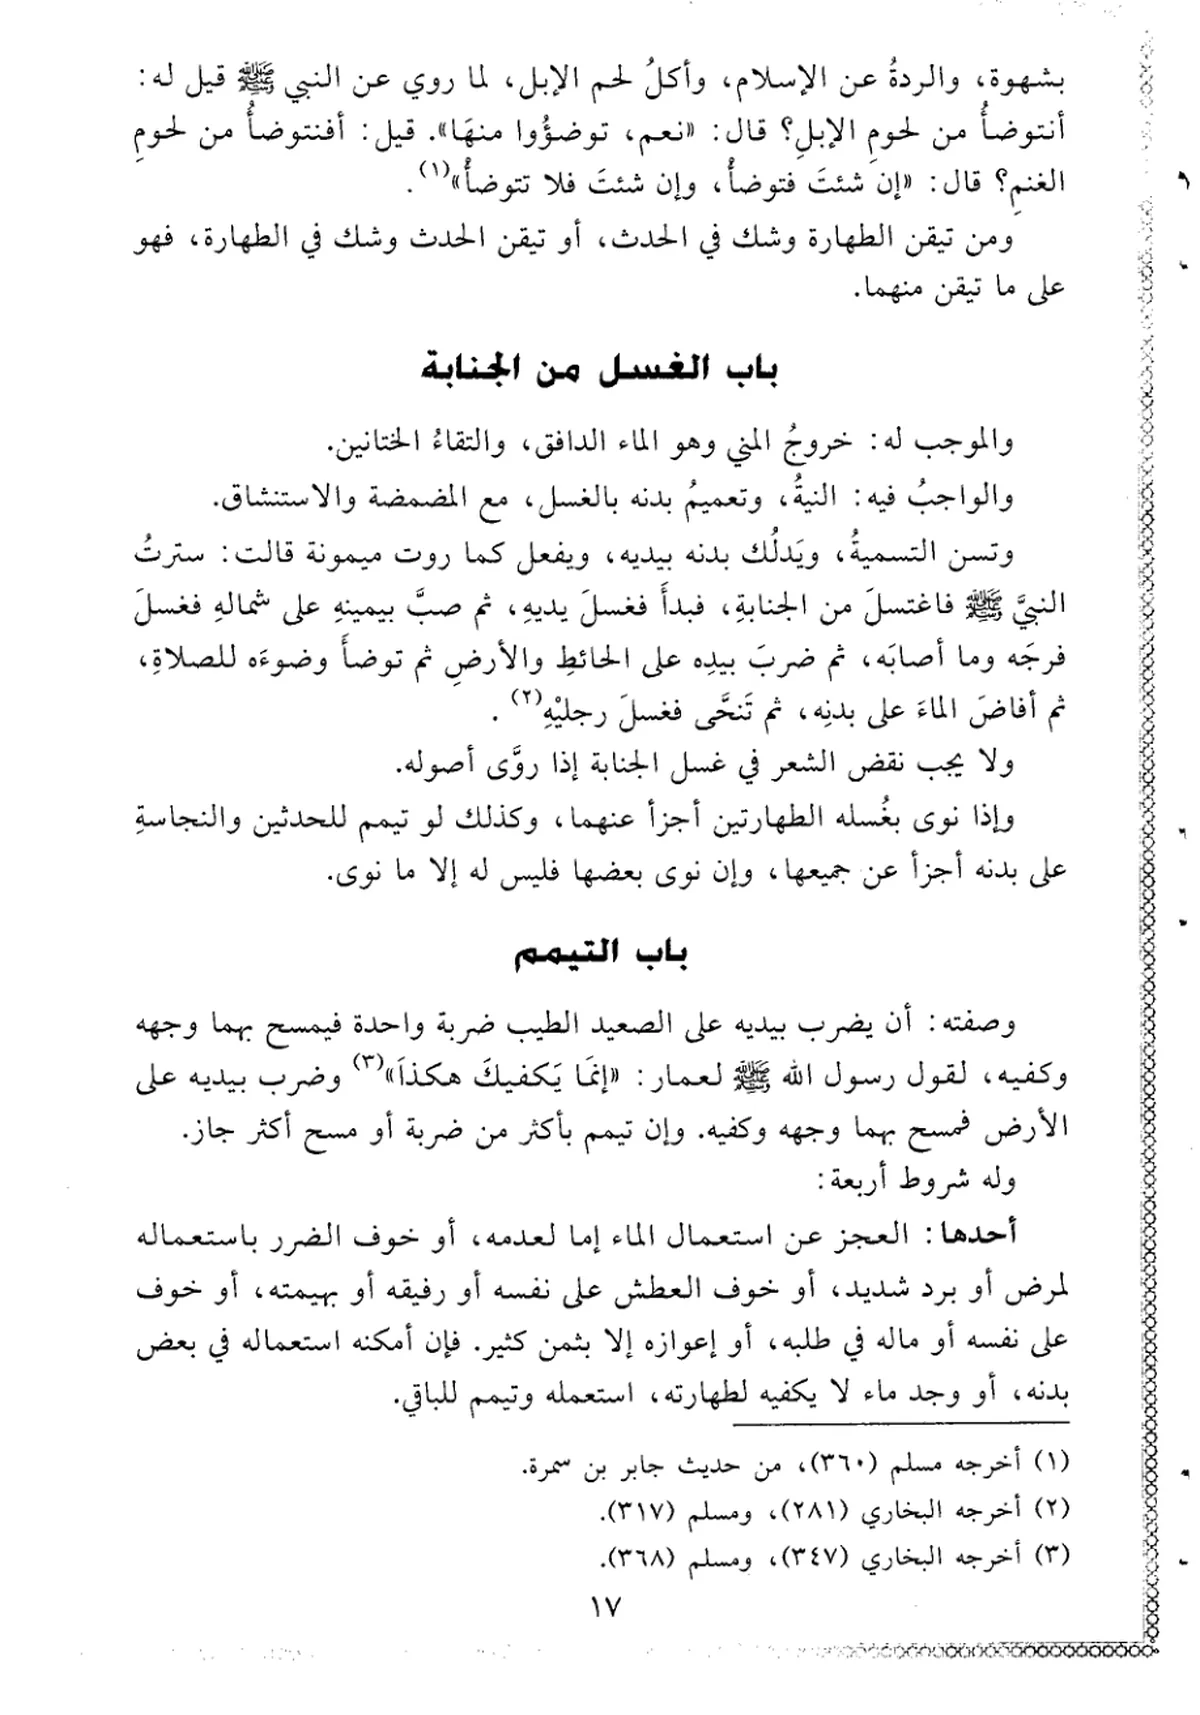 بشهوة، والردةُ عن الإسلام، وأكلُ لحم الإبل، لما روي عن النبي ﷺ قيل له:
أنتوضأُ من لحومِ الإبلِ؟ قال: «نعم، توضؤُوا منهَا». قيل: أفنتوضأُ من لحومِ
الغنمِ؟ قال: «إن شئتَ فتوضأُ، وإن شئتَ فلا تتوضأُ»(١).
ومن تيقن الطهارة وشك في الحدث، أو تيقن الحدث وشك في الطهارة، فهو
على ما تيقن منهما.
باب الغسل من الجنابة
والموجب له: خروجُ المني وهو الماء الدافق، والتقاءُ الختانين.
والواجبُ فيه: النيةُ، وتعميمُ بدنه بالغسل، مع المضمضة والاستنشاق.
وتسن التسميةُ، ويَدلُك بدنه بيديه، ويفعل كما روت ميمونة قالت: سترتُ
النبيَّ ﷺ فاغتسلَ من الجنابةِ، فبدأَ فغسلَ يديهِ، ثم صبَّ بيمينهِ على شمالهِ فغسلَ
فرجَه وما أصابَه، ثم ضربَ بيدِه على الحائطِ والأرضِ ثم توضأَ وضوءَه للصلاةِ،
ثم أفاضَ الماءَ على بدنِه، ثم تَنحَّى فغسلَ رجليْهِ(٢).
ولا يجب نقض الشعر في غسل الجنابة إذا روَّى أصوله.
وإذا نوى بغُسله الطهارتين أجزأ عنهما، وكذلك لو تيمم للحدثين والنجاسةِ
على بدنه أجزأ عن جميعها، وإن نوى بعضها فليس له إلا ما نوى.
باب التيمم
وصفته: أن يضرب بيديه على الصعيد الطيب ضربة واحدة فيمسح بهما وجهه
وكفيه، لقول رسول الله ﷺ لعمار: «إنمَا يَكفيكَ هكذَا»(٣) وضرب بيديه على
الأرض فمسح بهما وجهه وكفيه. وإن تيمم بأكثر من ضربة أو مسح أكثر جاز.
وله شروط أربعة:
أحدها: العجز عن استعمال الماء إما لعدمه، أو خوف الضرر باستعماله
لمرض أو برد شديد، أو خوف العطش على نفسه أو رفيقه أو بهيمته، أو خوف
على نفسه أو ماله في طلبه، أو إعوازه إلا بثمن كثير. فإن أمكنه استعماله في بعض
بدنه، أو وجد ماء لا يكفيه لطهارته، استعمله وتيمم للباقي.
(١) أخرجه مسلم (٣٦٠)، من حديث جابر بن سمرة.
(٢) أخرجه البخاري (٢٨١)، ومسلم (٣١٧).
(٣) أخرجه البخاري (٣٤٧)، ومسلم (٣٦٨).
١٧